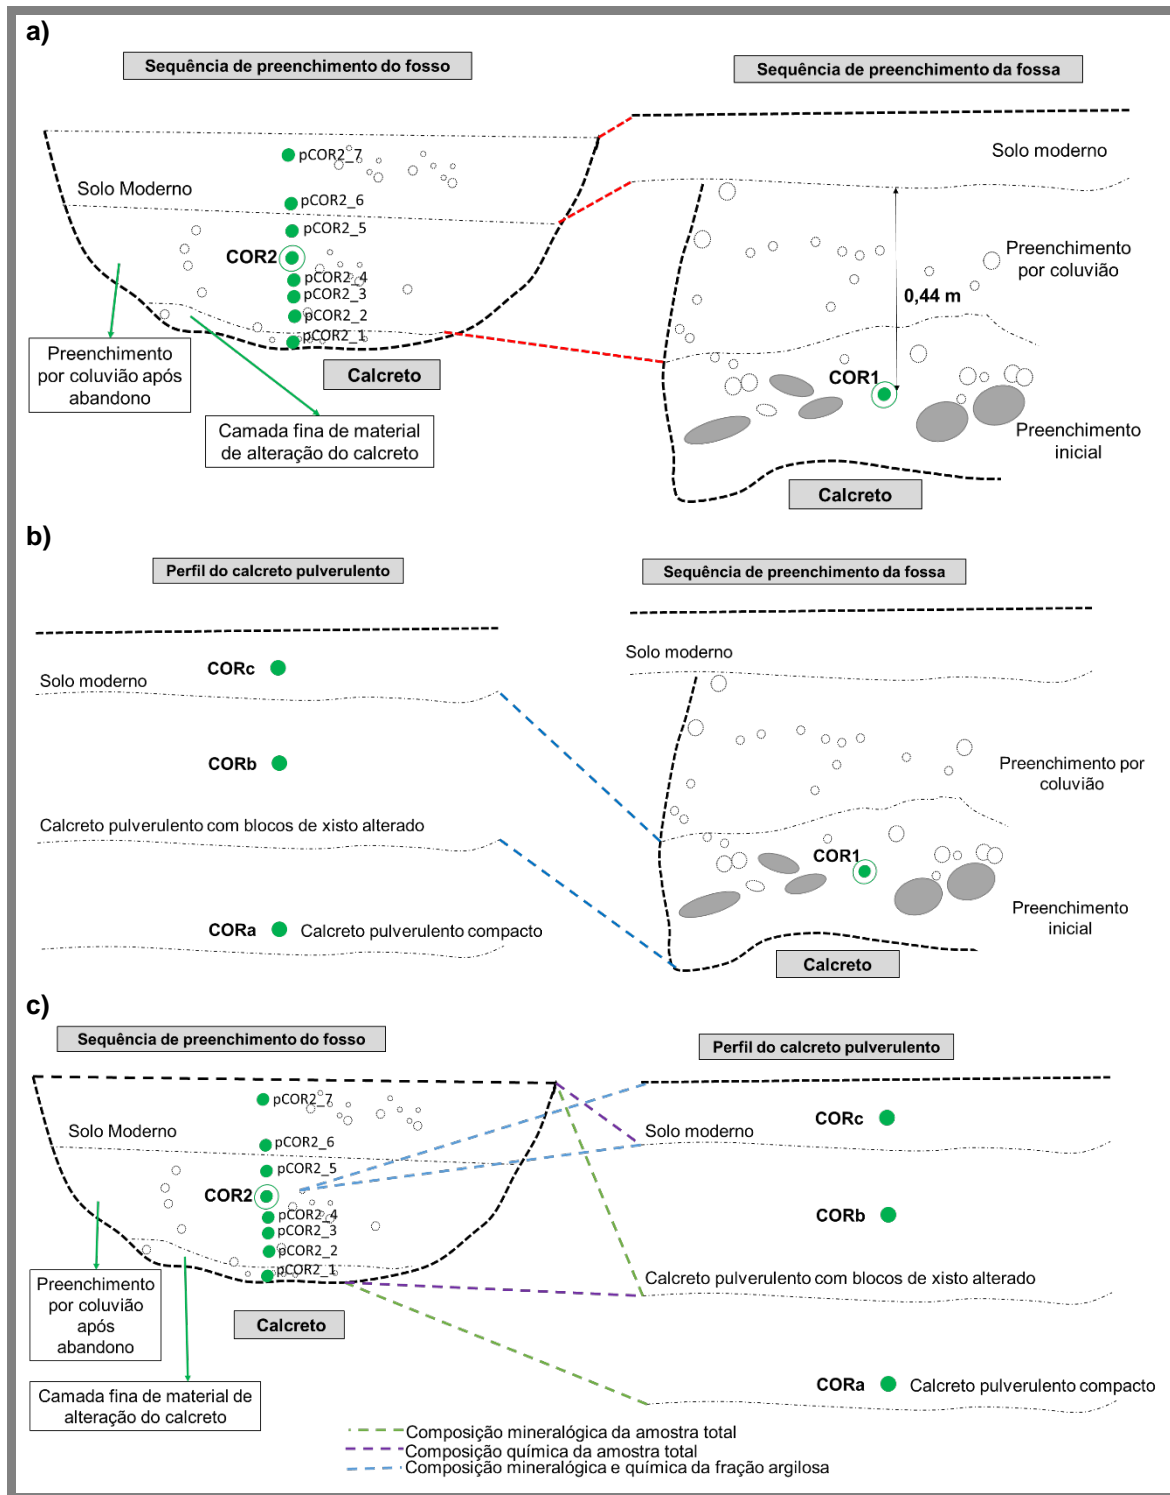 a)
Sequência de preenchimento do fosso
Sequência de preenchimento da fossa
pCOR2_7
Solo Moderno
pCOR2_6
pCOR2_5
COR2
pCOR2_4
pCOR2_3
pCOR2_2
pCOR2_1
Calcreto
Preenchimento
por coluvião após
abandono
Camada fina de material
de alteração do calcreto
Solo moderno
Preenchimento
por coluvião
0,44 m
COR1
Preenchimento
inicial
Calcreto
b)
Perfil do calcreto pulverulento
Sequência de preenchimento da fossa
CORc
Solo moderno
CORb
Calcreto pulverulento com blocos de xisto alterado
CORa
Calcreto pulverulento compacto
Solo moderno
Preenchimento por
coluvião
COR1
Preenchimento
inicial
Calcreto
c)
Sequência de preenchimento do fosso
Perfil do calcreto pulverulento
pCOR2_7
Solo Moderno
pCOR2_6
pCOR2_5
COR2
pCOR2_4
pCOR2_3
pCOR2_2
pCOR2_1
Calcreto
Preenchimento
por coluvião
após
abandono
Camada fina de material de
alteração do calcreto
CORc
Solo moderno
CORb
Calcreto pulverulento com blocos de xisto alterado
CORa
Calcreto pulverulento compacto
Composição mineralógica da amostra total
Composição química da amostra total
Composição mineralógica e química da fração argilosa